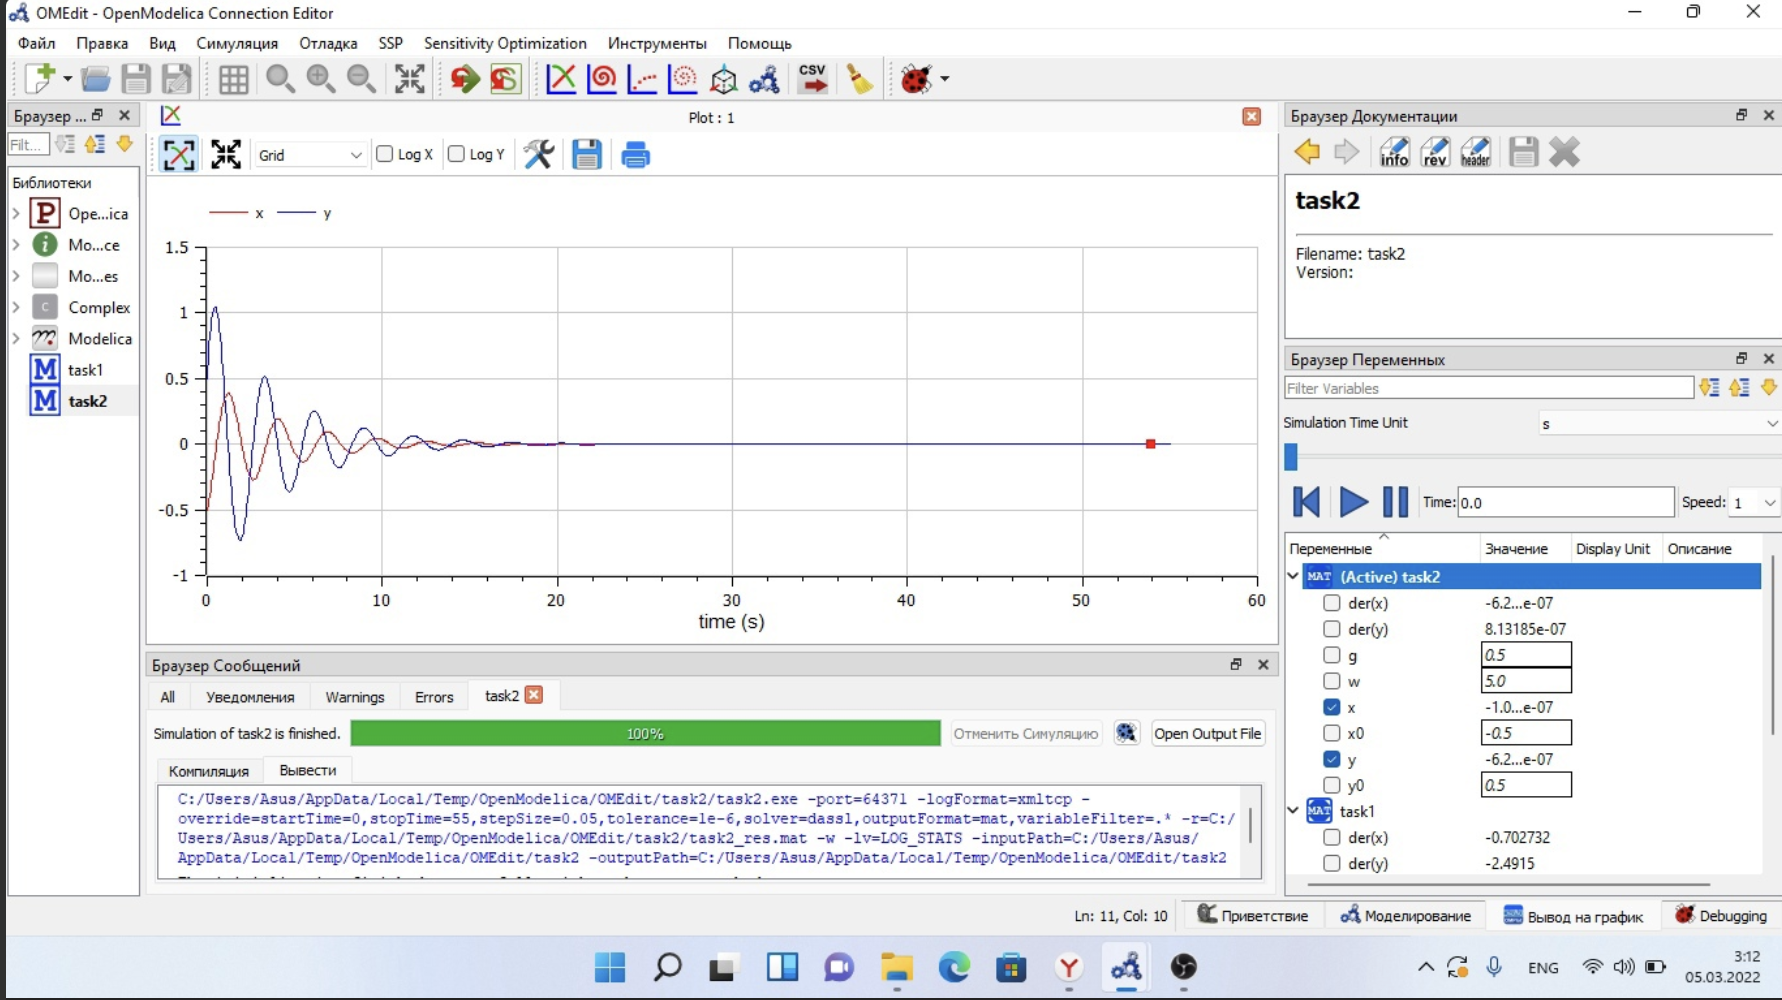 OMEdit - OpenModelica Connection Editor
Файл Правка Вид Симуляция Отладка SSP Sensitivity Optimization Инструменты Помощь
CSV
Браузер ...
Filt...
Библиотеки
P Ope...ica
i Mo...ce
Mo...es
C Complex
m Modelica
M task1
M task2
Plot : 1
Grid Log X Log Y
x y
1.5
1
0.5
0
-0.5
-1
0 10 20 30 40 50 60
time (s)
Браузер Сообщений
All Уведомления Warnings Errors task2
Simulation of task2 is finished. 100% Отменить Симуляцию Open Output File
Компиляция Вывести
C:/Users/Asus/AppData/Local/Temp/OpenModelica/OMEdit/task2/task2.exe -port=64371 -logFormat=xmltcp -
override=startTime=0,stopTime=55,stepSize=0.05,tolerance=1e-6,solver=dassl,outputFormat=mat,variableFilter=.* -r=C:/
Users/Asus/AppData/Local/Temp/OpenModelica/OMEdit/task2/task2_res.mat -w -lv=LOG_STATS -inputPath=C:/Users/Asus/
AppData/Local/Temp/OpenModelica/OMEdit/task2 -outputPath=C:/Users/Asus/AppData/Local/Temp/OpenModelica/OMEdit/task2
Браузер Документации
info rev header
task2
Filename: task2
Version:
Браузер Переменных
Filter Variables
Simulation Time Unit s
Time: 0.0 Speed: 1
Переменные Значение Display Unit Описание
MAT (Active) task2
der(x) -6.2...e-07
der(y) 8.13185e-07
g 0.5
w 5.0
x -1.0...e-07
x0 -0.5
y -6.2...e-07
y0 0.5
MAT task1
der(x) -0.702732
der(y) -2.4915
Ln: 11, Col: 10 Приветствие Моделирование Вывод на график Debugging
ENG
3:12
05.03.2022